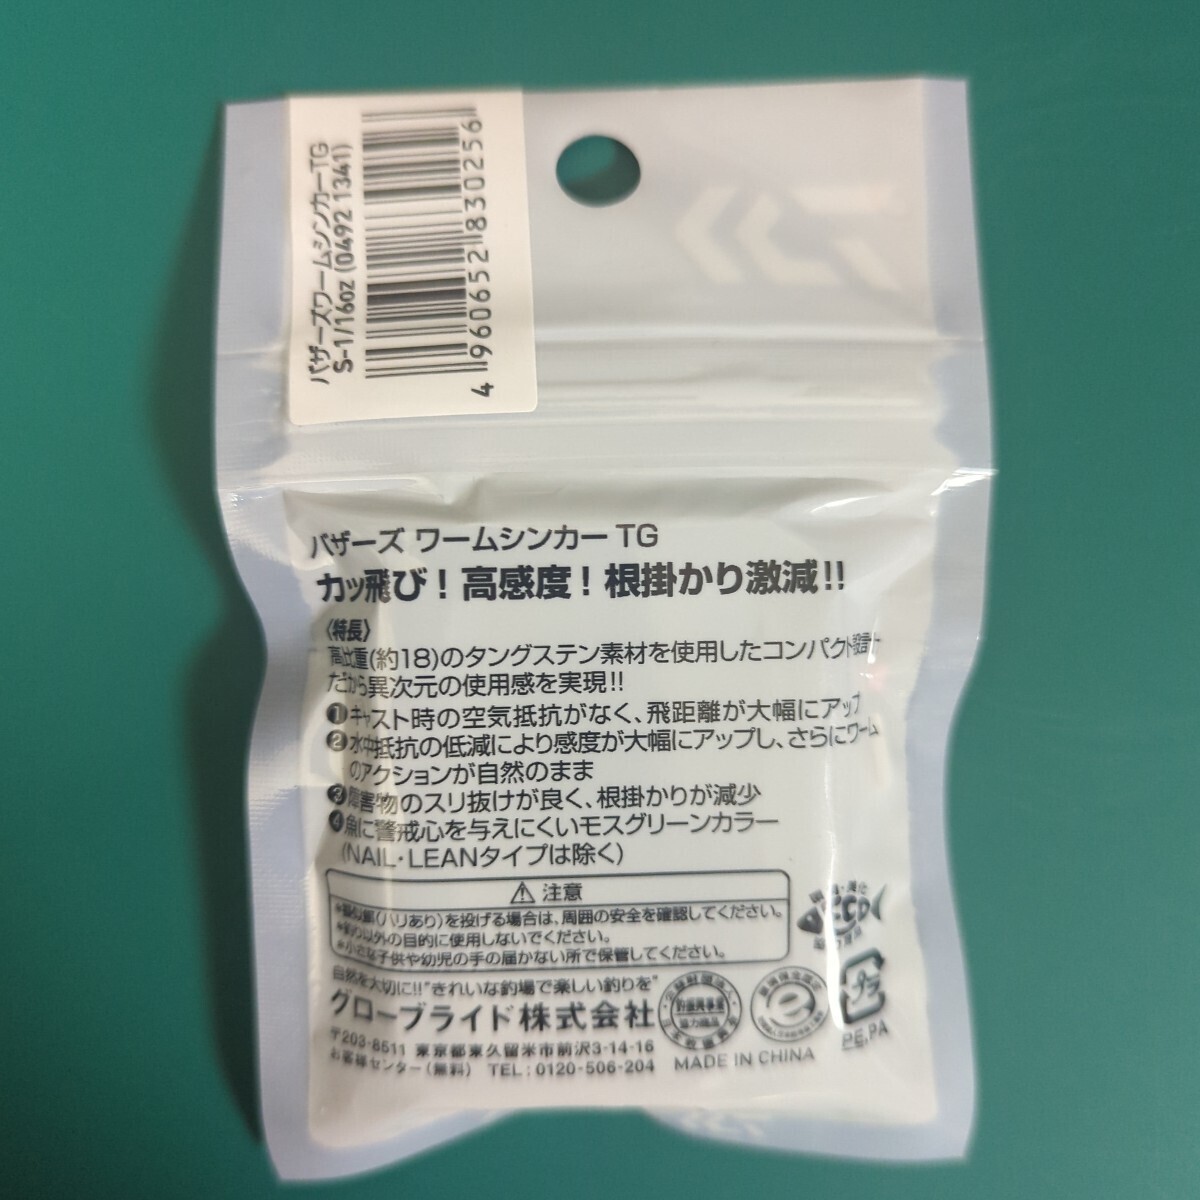 バザーズワームシンカーTG
S-1/16oz (0492 1341)
4 960652 830256
バザーズ ワームシンカー TG
カッ飛び！高感度！根掛かり激減!!
〈特長〉
高比重(約18)のタングステン素材を使用したコンパクト設計
だから異次元の使用感を実現!!
❶キャスト時の空気抵抗がなく、飛距離が大幅にアップ
❷水中抵抗の低減により感度が大幅にアップし、さらにワーム
のアクションが自然のまま
❸障害物のスリ抜けが良く、根掛かりが減少
❹魚に警戒心を与えにくいモスグリーンカラー
(NAIL・LEANタイプは除く)
⚠ 注意
*擬似餌(ハリあり)を投げる場合は、周囲の安全を確認してください。
*釣り以外の目的に使用しないでください。
*小さな子供や幼児の手の届かない所で保管してください。
自然を大切に!!"きれいな釣場で楽しい釣りを"
グローブライド株式会社
〒203-8511 東京都東久留米市前沢3-14-16
お客様センター(無料) TEL:0120-506-204
MADE IN CHINA
プラ
PE,PA